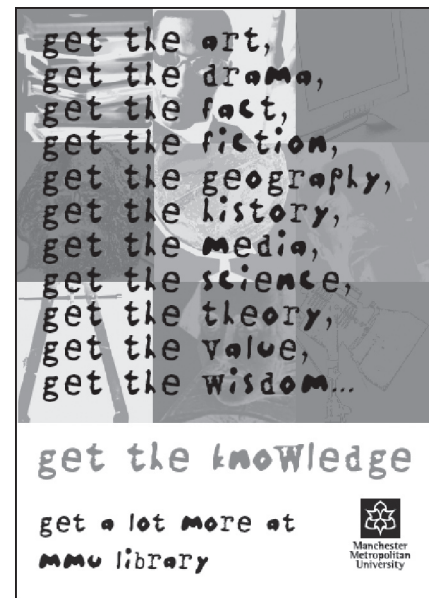 get the art,
get the drama,
get the fact,
get the fiction,
get the geography,
get the history,
get the media,
get the science,
get the theory,
get the value,
get the wisdom...
get the knoWledge
get a lot more at
mmu library
Manchester
Metropolitan
University